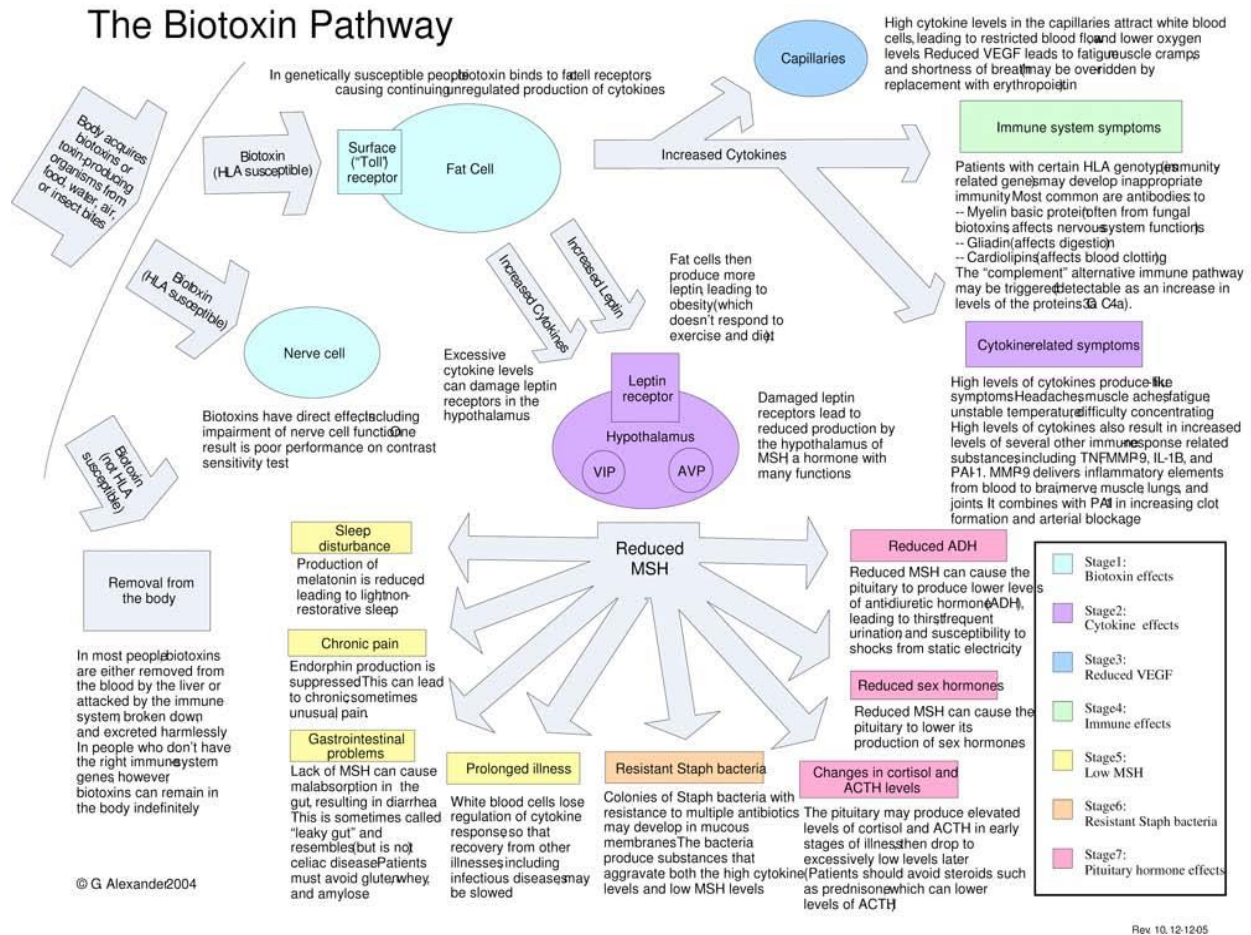 The Biotoxin Pathway
Body acquires
biotoxins or
toxin-producing
organisms from
food, water, air,
or insect bites
In genetically susceptible people biotoxin binds to fat cell receptors,
causing continuing, unregulated production of cytokines
Biotoxin
(HLA susceptible)
Surface
("Toll")
receptor
Fat Cell
Increased Cytokines
Capillaries
High cytokine levels in the capillaries attract white blood
cells, leading to restricted blood flow and lower oxygen
levels. Reduced VEGF leads to fatigue, muscle cramps,
and shortness of breath (may be over-ridden by
replacement with erythropoietin).
Immune system symptoms
Patients with certain HLA genotypes (immunity
related genes) may develop inappropriate
immunity. Most common are antibodies to:
-- Myelin basic protein (often from fungal
biotoxins, affects nervous-system functions)
-- Gliadin (affects digestion)
-- Cardiolipins (affects blood clotting)
The "complement" alternative immune pathway
may be triggered (detectable as an increase in
levels of the proteins C3a, C4a).
Biotoxin
(HLA susceptible)
Increased Cytokines
Increased Leptin
Fat cells then
produce more
leptin, leading to
obesity (which
doesn't respond to
exercise and diet).
Nerve cell
Excessive
cytokine levels
can damage leptin
receptors in the
hypothalamus
Leptin
receptor
Hypothalamus
VIP
AVP
Damaged leptin
receptors lead to
reduced production by
the hypothalamus of
MSH, a hormone with
many functions
Cytokine related symptoms
High levels of cytokines produce flu-like
symptoms: Headaches, muscle aches, fatigue,
unstable temperature, difficulty concentrating
High levels of cytokines also result in increased
levels of several other immune-response related
substances, including TNF, MMP-9, IL-1B, and
PAI-1. MMP-9 delivers inflammatory elements
from blood to brain, nerve, muscle, lungs, and
joints. It combines with PAI-1 in increasing clot
formation and arterial blockage
Biotoxins have direct effects, including
impairment of nerve cell function. One
result is poor performance on contrast
sensitivity test
Biotoxin
(not HLA
susceptible)
Removal from
the body
In most people, biotoxins
are either removed from
the blood by the liver or
attacked by the immune
system, broken down,
and excreted harmlessly
In people who don't have
the right immune-system
genes, however,
biotoxins can remain in
the body indefinitely
Reduced
MSH
Sleep
disturbance
Production of
melatonin is reduced,
leading to light, non-
restorative sleep
Chronic pain
Endorphin production is
suppressed. This can lead
to chronic, sometimes
unusual, pain.
Gastrointestinal
problems
Lack of MSH can cause
malabsorption in the
gut, resulting in diarrhea
This is sometimes called
"leaky gut" and
resembles (but is not)
celiac disease. Patients
must avoid gluten, whey,
and amylose
Prolonged illness
White blood cells lose
regulation of cytokine
response, so that
recovery from other
illnesses, including
infectious diseases, may
be slowed
Resistant Staph bacteria
Colonies of Staph bacteria with
resistance to multiple antibiotics
may develop in mucous
membranes. The bacteria
produce substances that
aggravate both the high cytokine
levels and low MSH levels
Reduced ADH
Reduced MSH can cause the
pituitary to produce lower levels
of anti-diuretic hormone (ADH),
leading to thirst, frequent
urination, and susceptibility to
shocks from static electricity
Reduced sex hormones
Reduced MSH can cause the
pituitary to lower its
production of sex hormones
Changes in cortisol and
ACTH levels
The pituitary may produce elevated
levels of cortisol and ACTH in early
stages of illness, then drop to
excessively low levels later
(Patients should avoid steroids such
as prednisone, which can lower
levels of ACTH)
Stage1:
Biotoxin effects
Stage2:
Cytokine effects
Stage3:
Reduced VEGF
Stage4:
Immune effects
Stage5:
Low MSH
Stage6:
Resistant Staph bacteria
Stage7:
Pituitary hormone effects
© G. Alexander 2004
Rev. 10, 12-12-05